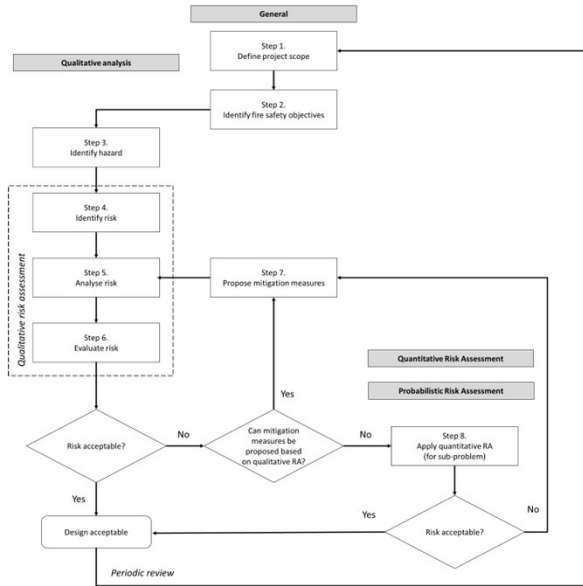 General
Step 1.
Define project scope
Qualitative analysis
Step 2.
Identify fire safety objectives
Step 3.
Identify hazard
Qualitative risk assessment
Step 4.
Identify risk
Step 5.
Analyse risk
Step 7.
Propose mitigation measures
Step 6.
Evaluate risk
Quantitative Risk Assessment
Probabilistic Risk Assessment
Yes
Risk acceptable?
No
Can mitigation
measures be
proposed based
on qualitative RA?
No
Step 8.
Apply quantitative RA
(for sub-problem)
Yes
Design acceptable
Yes
Risk acceptable?
No
Periodic review